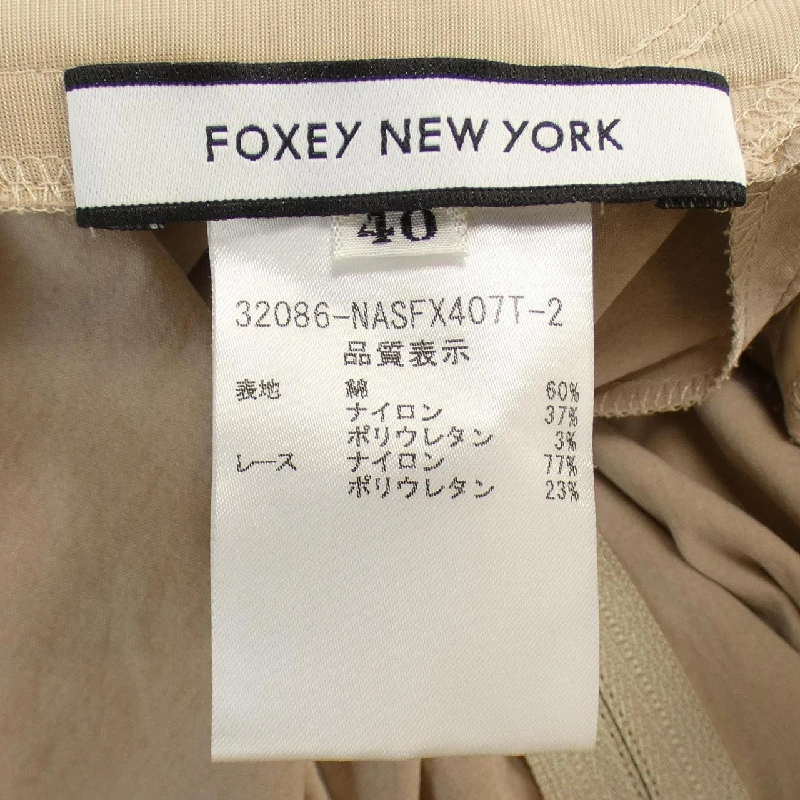 FOXEY NEW YORK
40
32086-NASFX407T-2
品質表示
表地 綿 60%
ナイロン 37%
ポリウレタン 3%
レース ナイロン 77%
ポリウレタン 23%